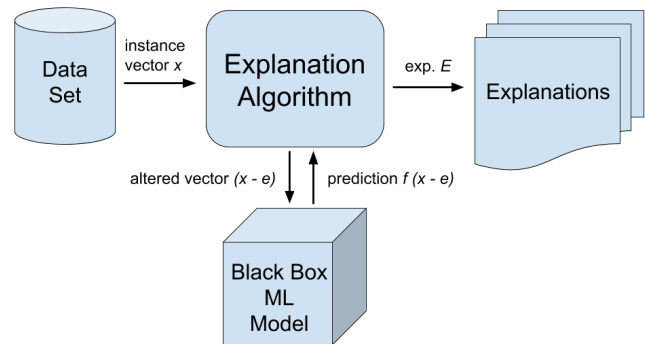 Data
Set
instance
vector x
Explanation
Algorithm
exp. E
Explanations
altered vector (x - e)
prediction f (x - e)
Black Box
ML
Model